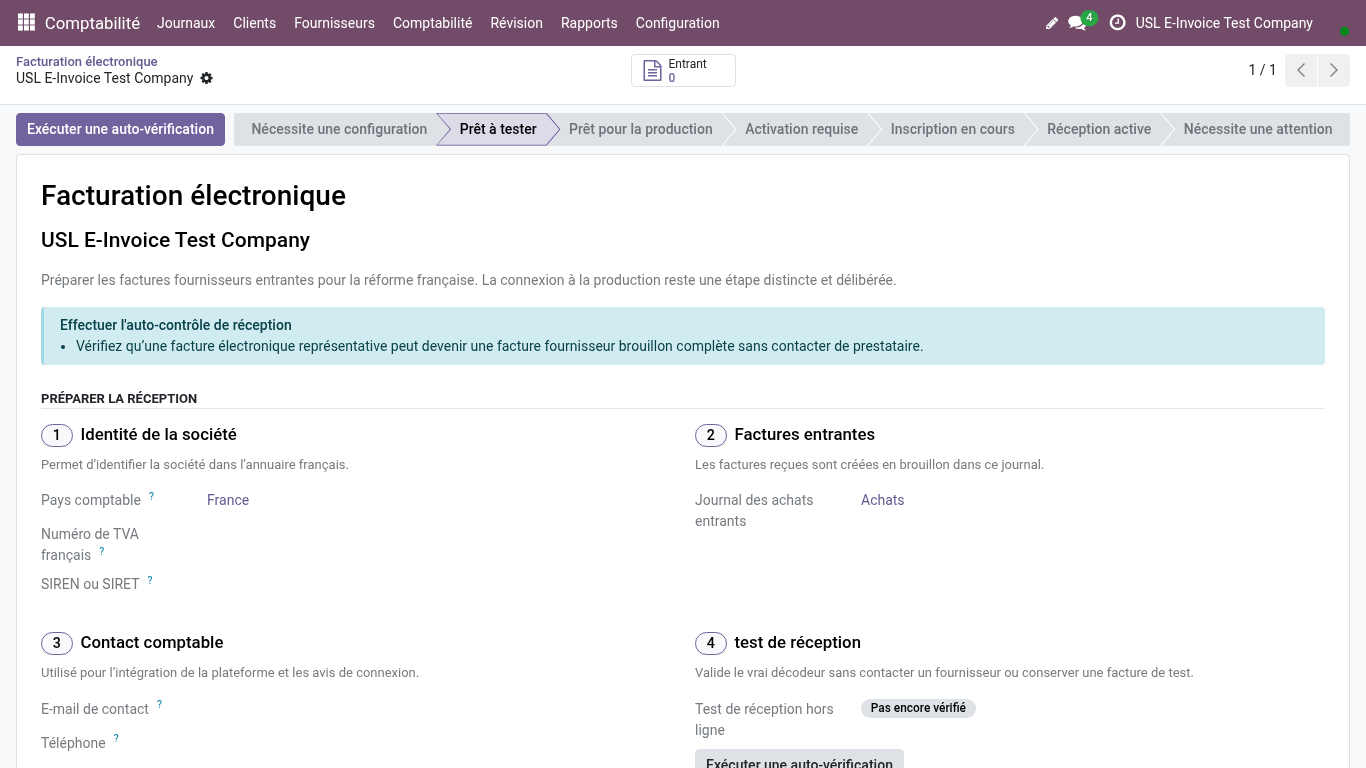 Comptabilité Journaux Clients Fournisseurs Comptabilité Révision Rapports Configuration 4 USL E-Invoice Test Company
Facturation électronique
USL E-Invoice Test Company
Entrant
0
1 / 1
Exécuter une auto-vérification Nécessite une configuration Prêt à tester Prêt pour la production Activation requise Inscription en cours Réception active Nécessite une attention
Facturation électronique
USL E-Invoice Test Company
Préparer les factures fournisseurs entrantes pour la réforme française. La connexion à la production reste une étape distincte et délibérée.
Effectuer l'auto-contrôle de réception
• Vérifiez qu’une facture électronique représentative peut devenir une facture fournisseur brouillon complète sans contacter de prestataire.
PRÉPARER LA RÉCEPTION
1 Identité de la société
Permet d’identifier la société dans l’annuaire français.
Pays comptable ? France
Numéro de TVA
français ?
SIREN ou SIRET ?
2 Factures entrantes
Les factures reçues sont créées en brouillon dans ce journal.
Journal des achats Achats
entrants
3 Contact comptable
Utilisé pour l’intégration de la plateforme et les avis de connexion.
E-mail de contact ?
Téléphone ?
4 test de réception
Valide le vrai décodeur sans contacter un fournisseur ou conserver une facture de test.
Test de réception hors Pas encore vérifié
ligne
Exécuter une auto-vérification